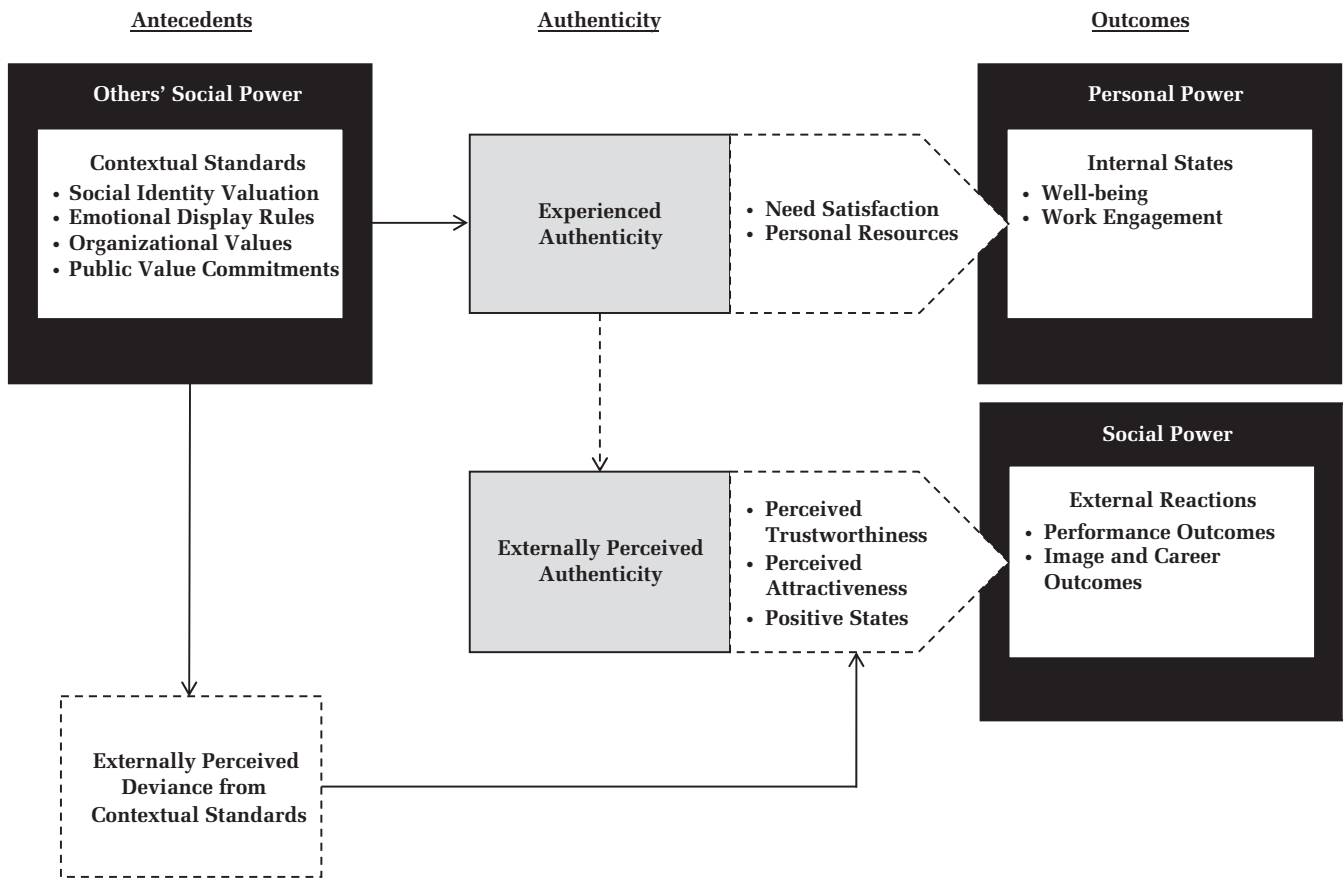 Antecedents
Authenticity
Outcomes
Others' Social Power
Contextual Standards
• Social Identity Valuation
• Emotional Display Rules
• Organizational Values
• Public Value Commitments
Experienced
Authenticity
• Need Satisfaction
• Personal Resources
Personal Power
Internal States
• Well-being
• Work Engagement
Externally Perceived
Authenticity
• Perceived
Trustworthiness
• Perceived
Attractiveness
• Positive States
Social Power
External Reactions
• Performance Outcomes
• Image and Career
Outcomes
Externally Perceived
Deviance from
Contextual Standards